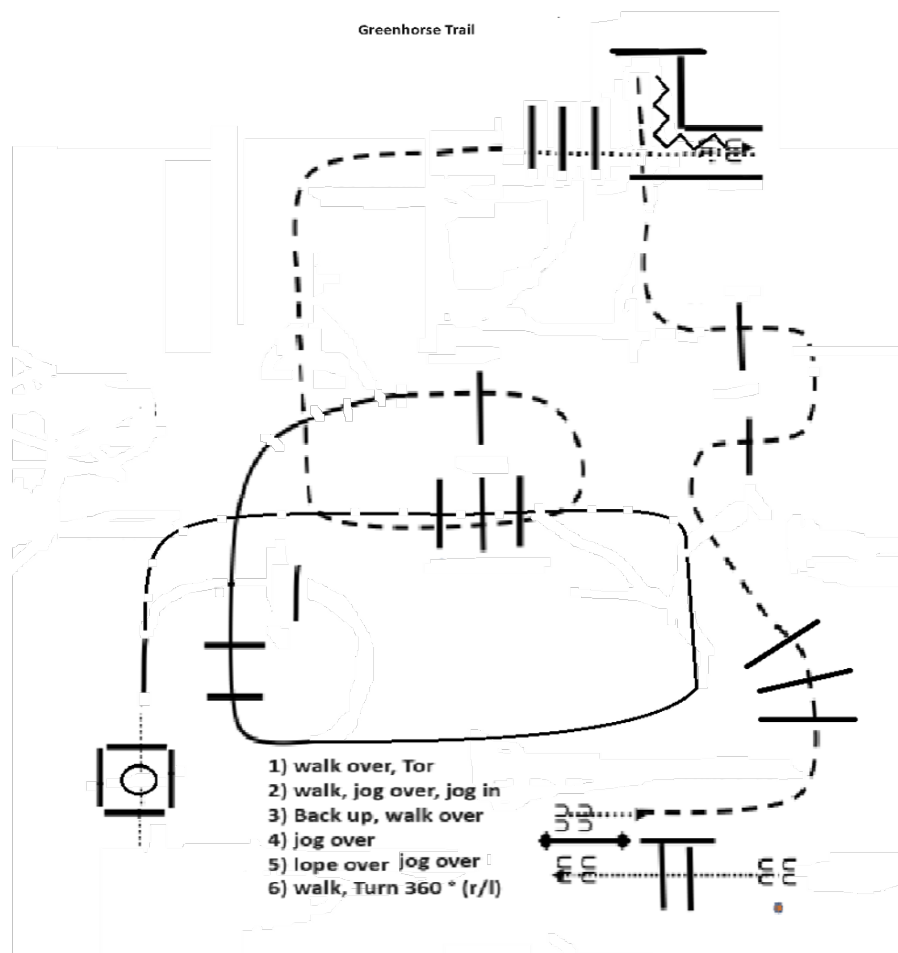 Greenhorse Trail
1) walk over, Tor
2) walk, jog over, jog in
3) Back up, walk over
4) jog over
5) lope over jog over
6) walk, Turn 360 ° (r/l)